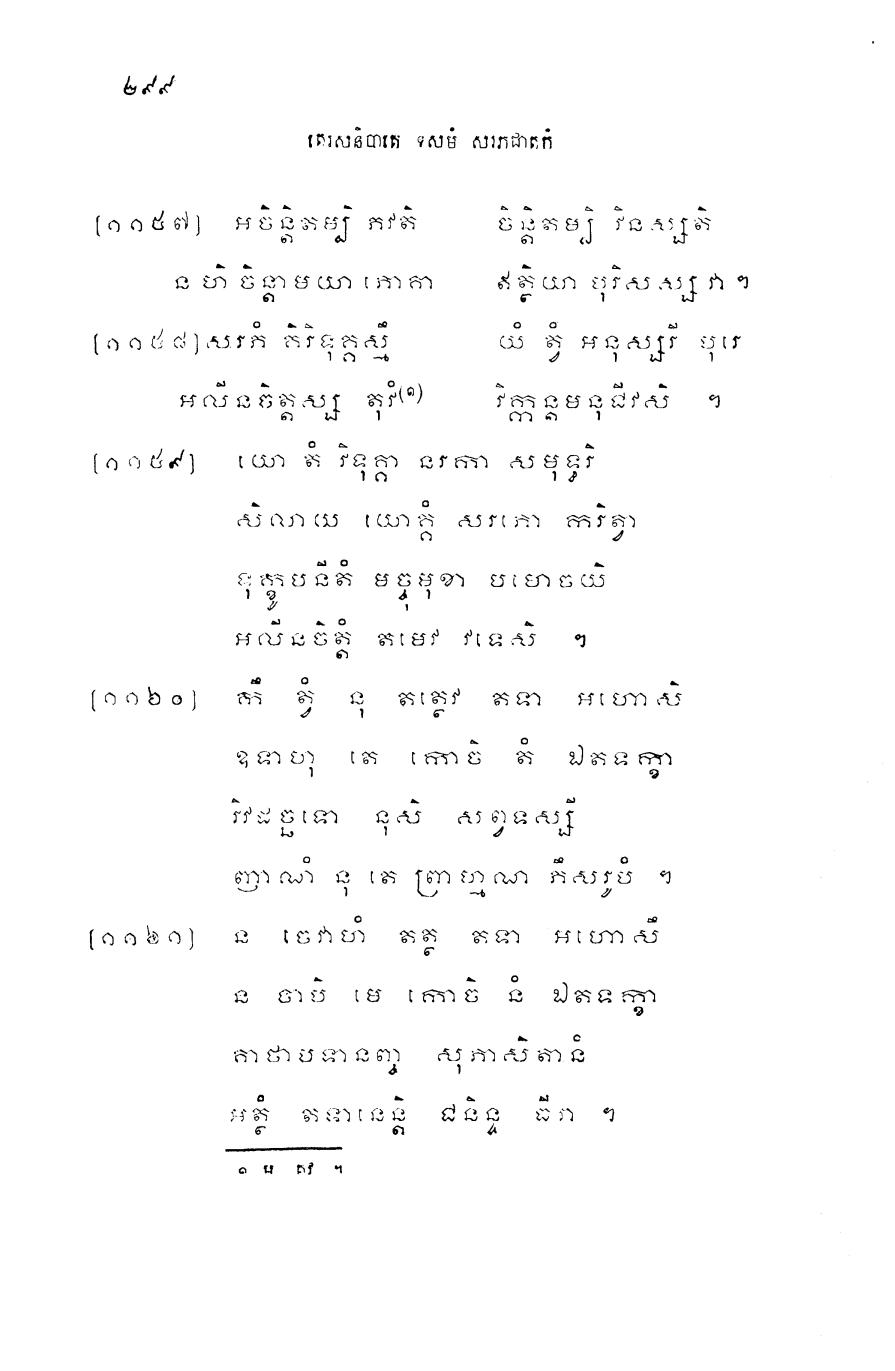 ២៩៩
តេរសនិបាតេ ទសមំ សរភជាតកំ
[១១៥៧] អចិន្តិតម្បិ ភវតិ ចិន្តិតម្បិ វិនស្សតិ
ន ហិ ចិន្តាមយា ភោគា ឥត្ថិយា បុរិសស្ស វា ។
[១១៥៨] សរភំ គិរិទុគ្គស្មឹ យំ ត្វំ អនុស្សរី បុរេ
អលីនចិត្តស្ស តុវំ(១) វិក្កន្តមនុជីវសិ ។
[១១៥៩] យោ តំ វិទុគ្គា នរកា សមុទ្ធរិ
សិលាយ យោគ្គំ សរភោ ករិត្វា
ទុក្ខូបនីតំ មច្ចុមុខា បមោចយិ
អលីនចិត្តំ តមេវ វទេសិ ។
[១១៦០] កឹ ត្វំ នុ តត្ថេវ តទា អហោសិ
ឧទាហុ តេ កោចិ តំ ឯតទក្ខា
វិវដច្ឆទោ នុសិ សព្វទស្សី
ញាណំ នុ តេ ព្រាហ្មណ ភឹសរូបំ ។
[១១៦១] ន ចេវាហំ តត្ថ តទា អហោសឹ
ន ចាបិ មេ កោចិ នំ ឯតទក្ខា
គាថាបទានញ្ច សុភាសិតានំ
អត្ថំ តទានេន្តិ ជនិន្ទ ធីរា ។
១ ម តវ ។